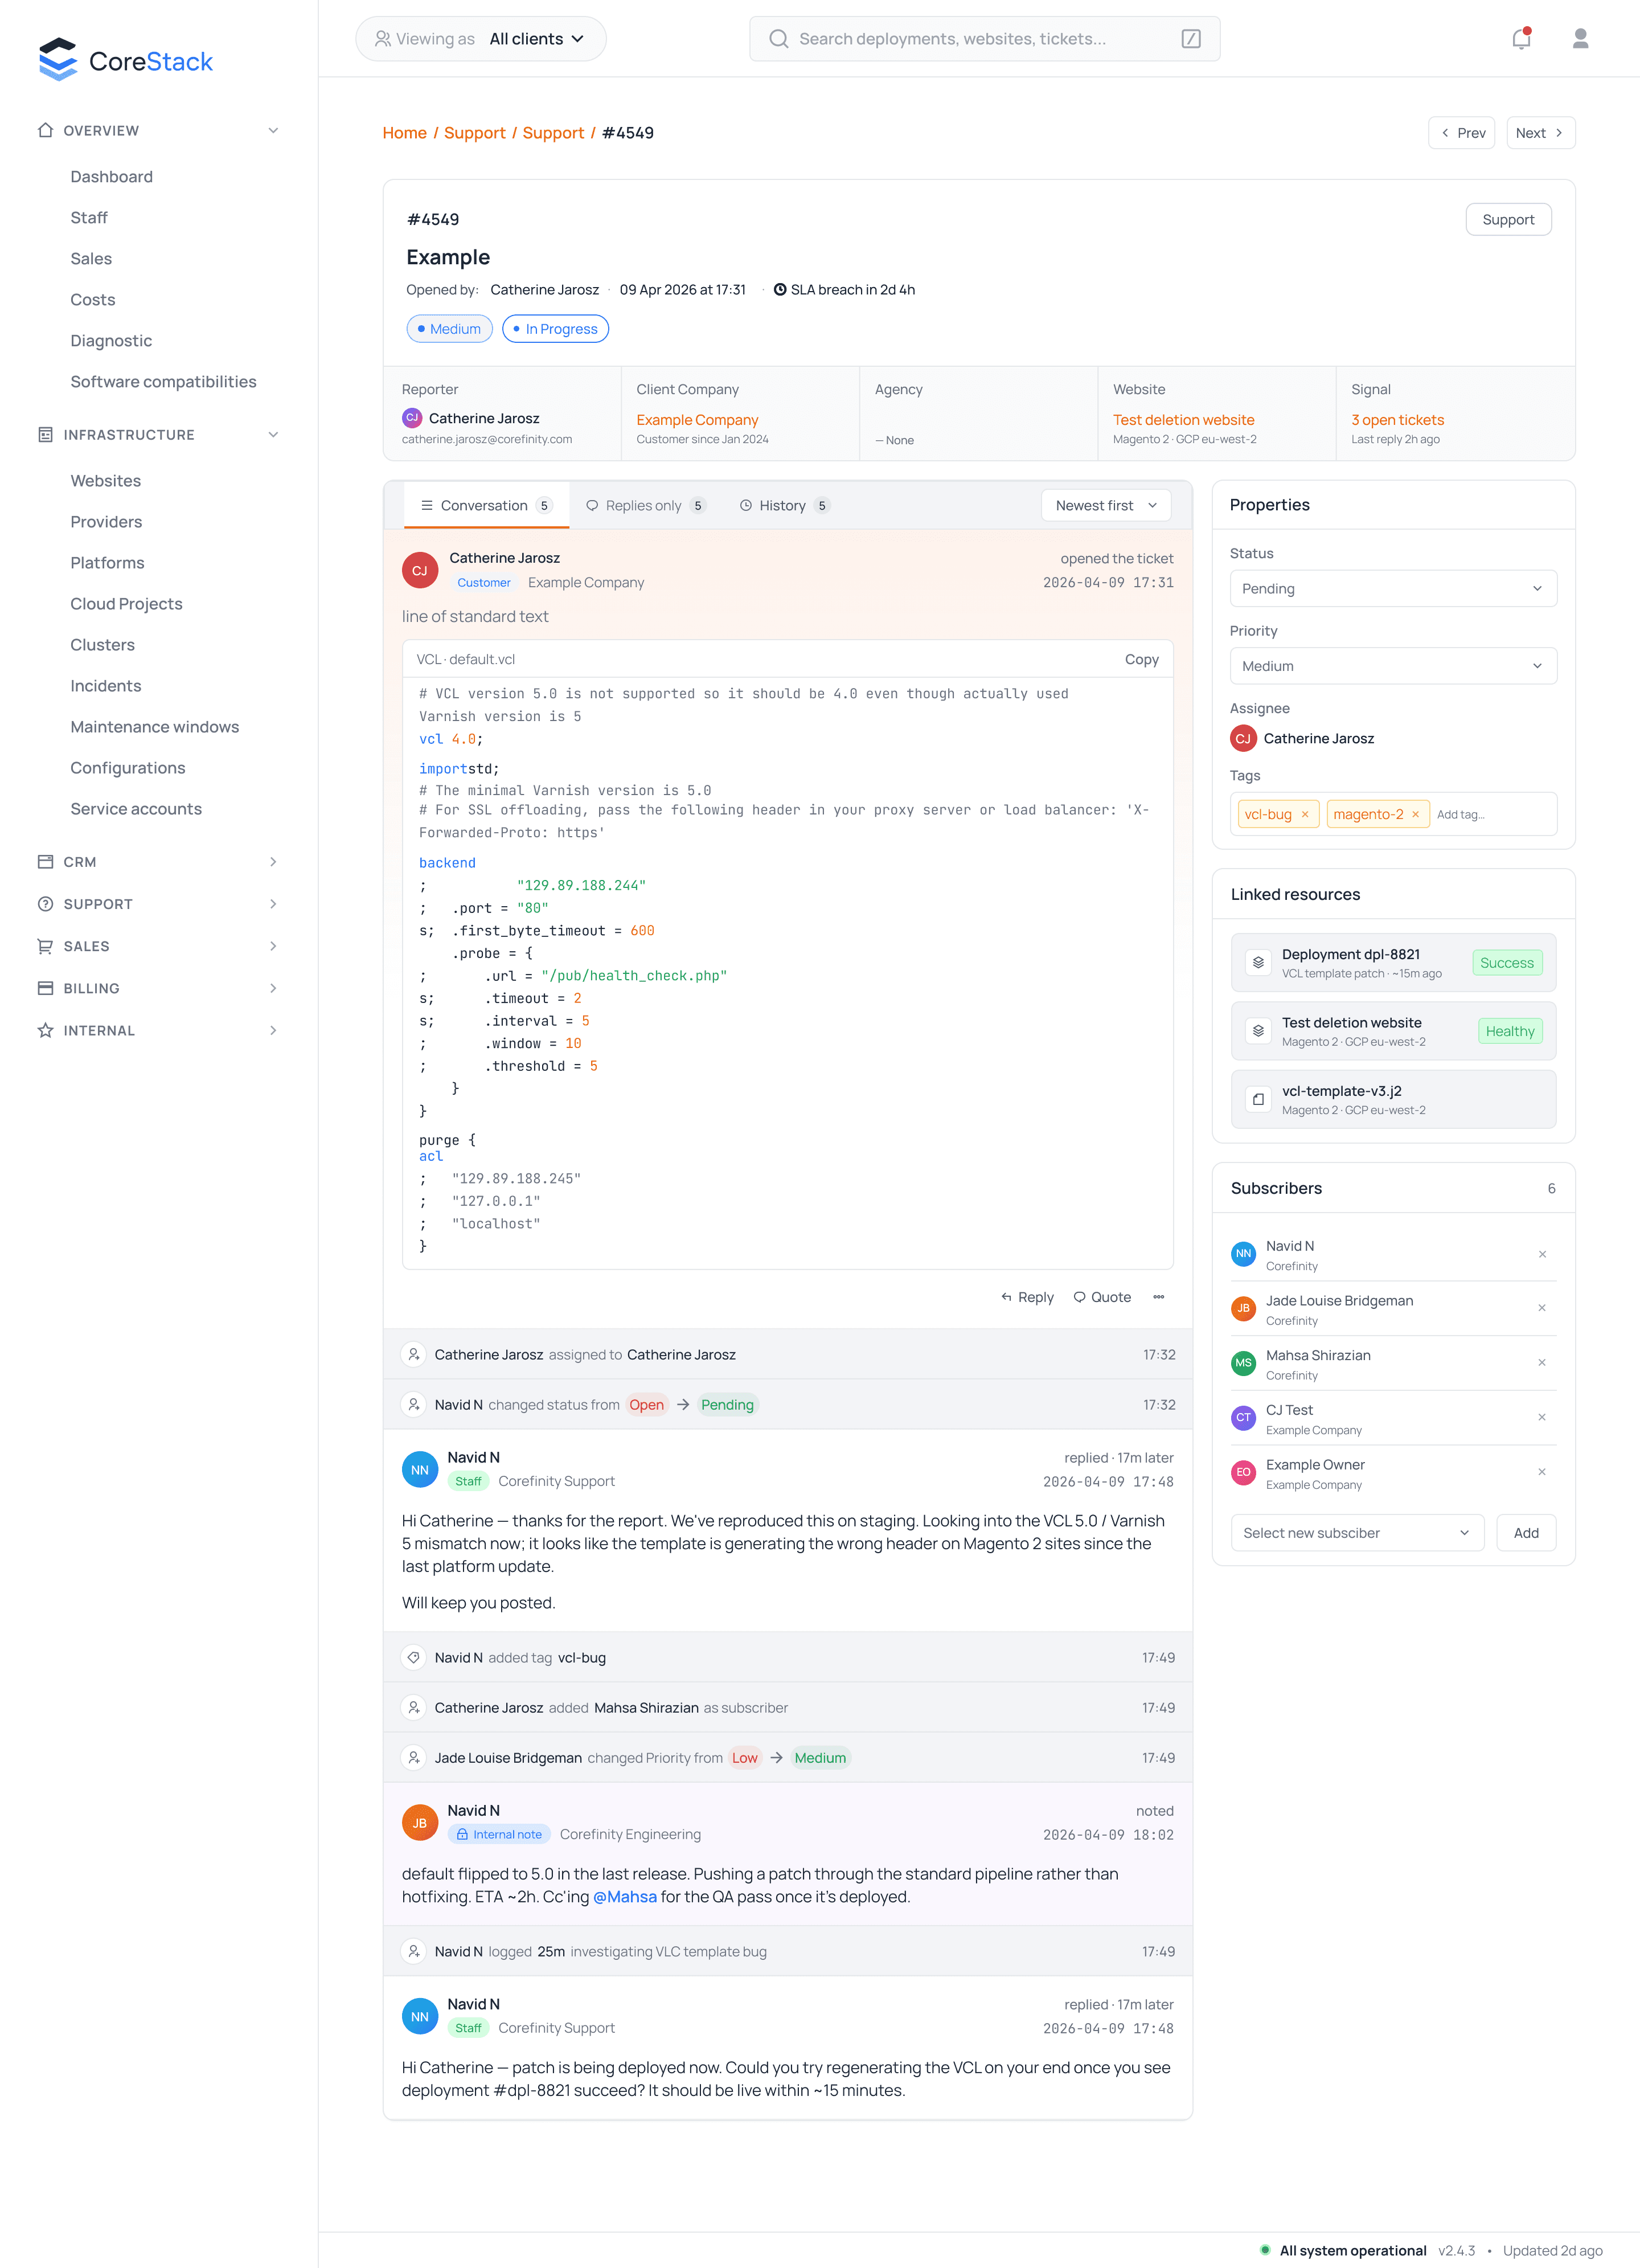 CoreStack
OVERVIEW
Dashboard
Staff
Sales
Costs
Diagnostic
Software compatibilities
INFRASTRUCTURE
Websites
Providers
Platforms
Cloud Projects
Clusters
Incidents
Maintenance windows
Configurations
Service accounts
CRM
SUPPORT
SALES
BILLING
INTERNAL
Viewing as All clients
Search deployments, websites, tickets...
Home / Support / Support / #4549
Prev
Next
#4549
Support
Example
Opened by: Catherine Jarosz · 09 Apr 2026 at 17:31 · SLA breach in 2d 4h
Medium
In Progress
Reporter
CJ Catherine Jarosz
catherine.jarosz@corefinity.com
Client Company
Example Company
Customer since Jan 2024
Agency
— None
Website
Test deletion website
Magento 2 · GCP eu-west-2
Signal
3 open tickets
Last reply 2h ago
Conversation 5
Replies only 5
History 5
Newest first
CJ
Catherine Jarosz
opened the ticket
Customer Example Company
2026-04-09 17:31
line of standard text
VCL · default.vcl
Copy
# VCL version 5.0 is not supported so it should be 4.0 even though actually used
Varnish version is 5
vcl 4.0;
importstd;
# The minimal Varnish version is 5.0
# For SSL offloading, pass the following header in your proxy server or load balancer: 'X-
Forwarded-Proto: https'
backend
; "129.89.188.244"
; .port = "80"
s; .first_byte_timeout = 600
.probe = {
; .url = "/pub/health_check.php"
s; .timeout = 2
s; .interval = 5
; .window = 10
; .threshold = 5
}
}
purge {
acl
; "129.89.188.245"
; "127.0.0.1"
; "localhost"
}
Reply
Quote
Catherine Jarosz assigned to Catherine Jarosz 17:32
Navid N changed status from Open → Pending 17:32
NN
Navid N
replied · 17m later
Staff Corefinity Support
2026-04-09 17:48
Hi Catherine — thanks for the report. We've reproduced this on staging. Looking into the VCL 5.0 / Varnish
5 mismatch now; it looks like the template is generating the wrong header on Magento 2 sites since the
last platform update.
Will keep you posted.
Navid N added tag vcl-bug 17:49
Catherine Jarosz added Mahsa Shirazian as subscriber 17:49
Jade Louise Bridgeman changed Priority from Low → Medium 17:49
JB
Navid N
noted
Internal note Corefinity Engineering
2026-04-09 18:02
default flipped to 5.0 in the last release. Pushing a patch through the standard pipeline rather than
hotfixing. ETA ~2h. Cc'ing @Mahsa for the QA pass once it's deployed.
Navid N logged 25m investigating VLC template bug 17:49
NN
Navid N
replied · 17m later
Staff Corefinity Support
2026-04-09 17:48
Hi Catherine — patch is being deployed now. Could you try regenerating the VCL on your end once you see
deployment #dpl-8821 succeed? It should be live within ~15 minutes.
Properties
Status
Pending
Priority
Medium
Assignee
CJ Catherine Jarosz
Tags
vcl-bug × magento-2 × Add tag...
Linked resources
Deployment dpl-8821
VCL template patch · ~15m ago
Success
Test deletion website
Magento 2 · GCP eu-west-2
Healthy
vcl-template-v3.j2
Magento 2 · GCP eu-west-2
Subscribers 6
NN
Navid N
Corefinity
JB
Jade Louise Bridgeman
Corefinity
MS
Mahsa Shirazian
Corefinity
CT
CJ Test
Example Company
EO
Example Owner
Example Company
Select new subsciber
Add
All system operational v2.4.3 • Updated 2d ago